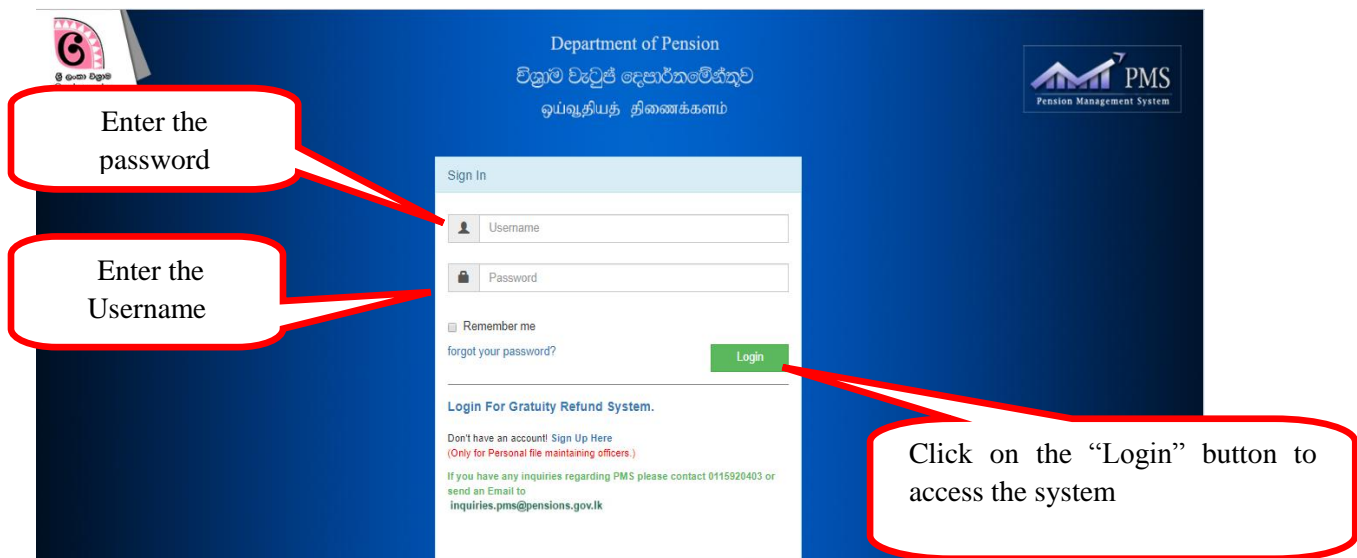 ශ්‍රී ලංකා විශ්‍රාම
Department of Pension
විශ්‍රාම වැටුප් දෙපාර්තමේන්තුව
ஓய்வூதியத் திணைக்களம்
PMS
Pension Management System
Enter the
password
Sign In
Username
Enter the
Username
Password
Remember me
forgot your password?
Login
Login For Gratuity Refund System.
Don't have an account! Sign Up Here
(Only for Personal file maintaining officers.)
If you have any inquiries regarding PMS please contact 0115920403 or
send an Email to
inquiries.pms@pensions.gov.lk
Click on the “Login” button to
access the system